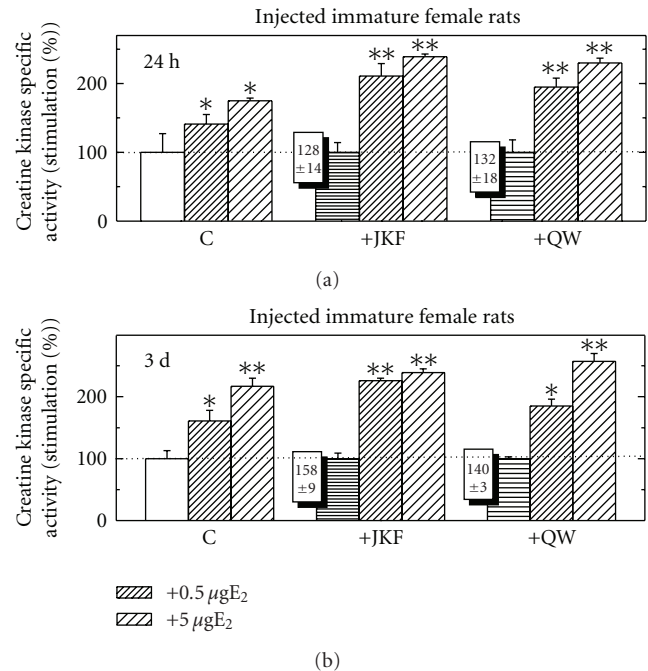 Injected immature female rats
24 h
Creatine kinase specific
activity (stimulation (%))
200
100
0
* * ** ** ** **
128
±14
132
±18
C +JKF +QW
(a)
Injected immature female rats
3 d
Creatine kinase specific
activity (stimulation (%))
200
100
0
* ** ** ** * **
158
±9
140
±3
C +JKF +QW
+0.5 µgE₂
+5 µgE₂
(b)